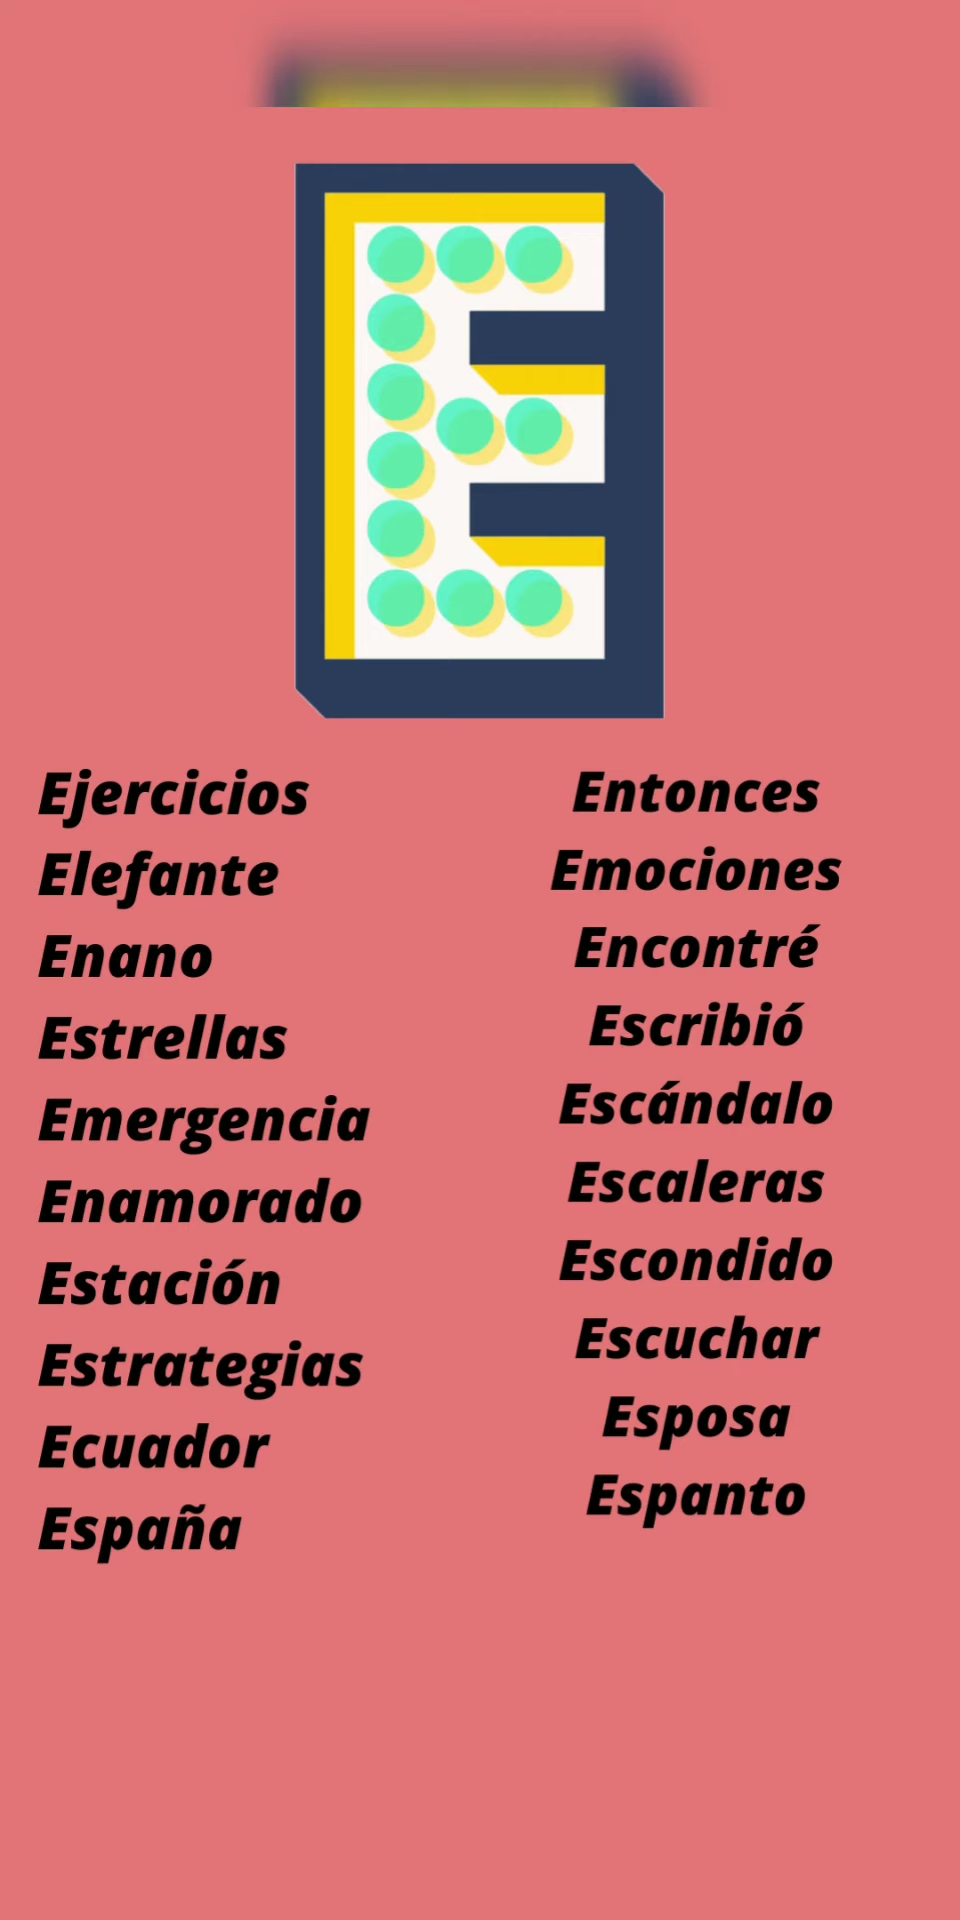 E
Ejercicios
Elefante
Enano
Estrellas
Emergencia
Enamorado
Estación
Estrategias
Ecuador
España
Entonces
Emociones
Encontré
Escribió
Escándalo
Escaleras
Escondido
Escuchar
Esposa
Espanto